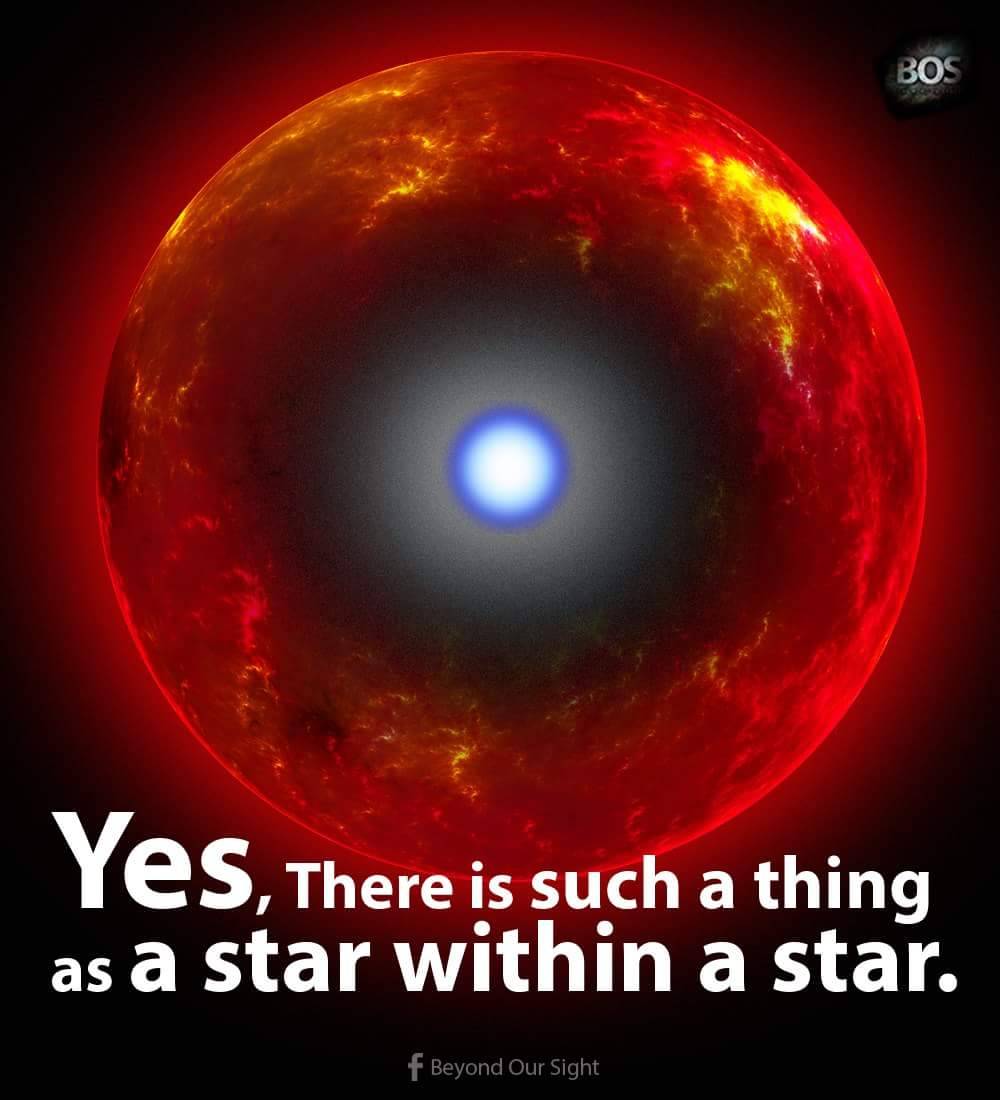 BOS
Yes, There is such a thing
as a star within a star.
f Beyond Our Sight